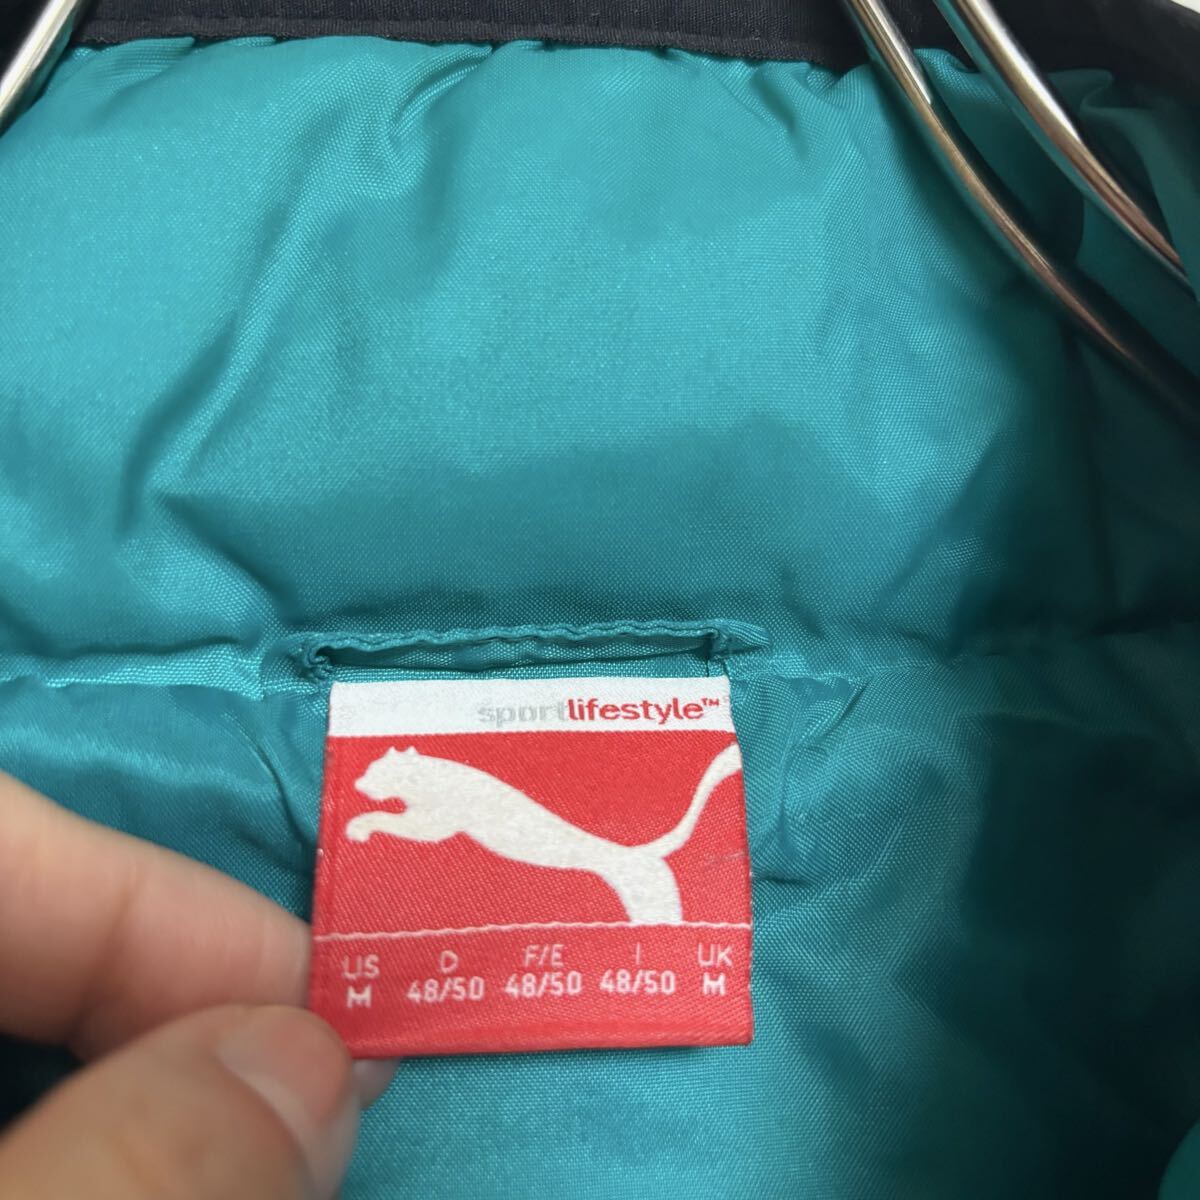 sportlifestyle™
US D F/E I UK
M 48/50 48/50 48/50 M